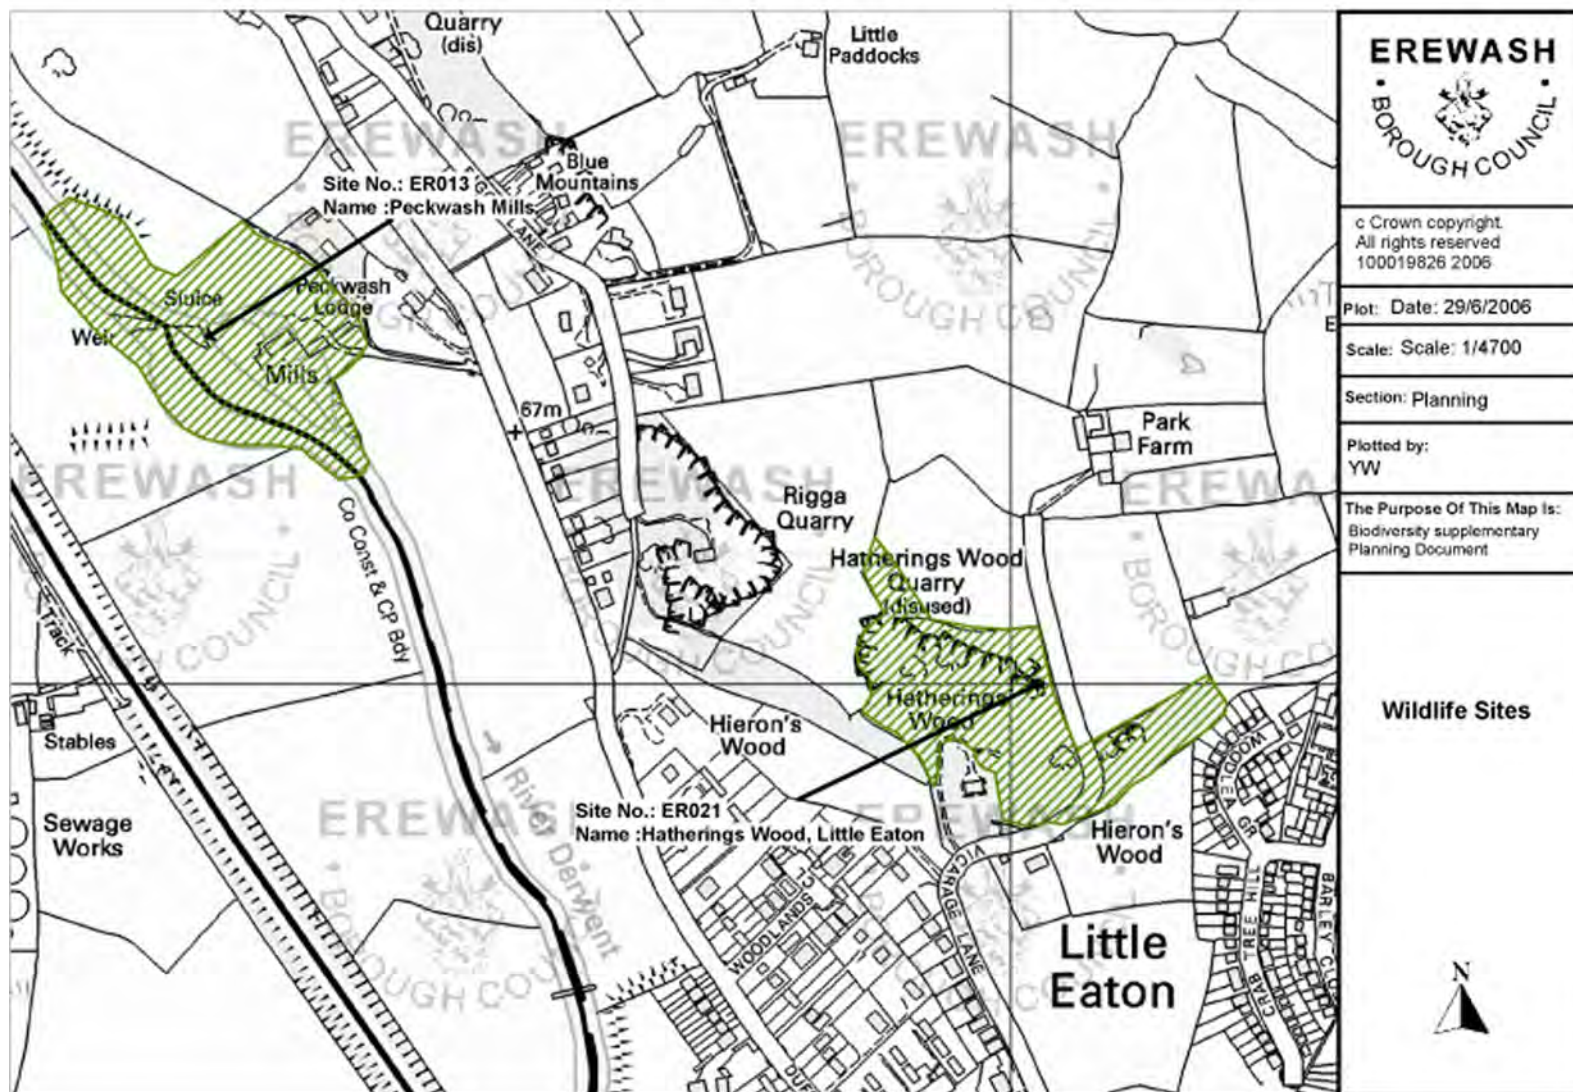 Quarry
(dis)
Little
Paddocks
Blue
Mountains
Site No.: ER013
Name :Peckwash Mills
LANE
Peckwash
Lodge
Sluice
Weir
Mills
67m
Park
Farm
Rigga
Quarry
Hatherings Wood
Quarry
(disused)
Co Const & CP Bdy
Track
Hatherings
Wood
Hieron's
Wood
Stables
Sewage
Works
River Derwent
Site No.: ER021
Name :Hatherings Wood, Little Eaton
Hieron's
Wood
WOODLEA GR
VICARAGE LANE
WOODLANDS
CRAB TREE HILL
BARLEY
Little
Eaton
EREWASH
BOROUGH COUNCIL
c Crown copyright.
All rights reserved
100019826 2006
Plot: Date: 29/6/2006
Scale: Scale: 1/4700
Section: Planning
Plotted by:
YW
The Purpose Of This Map Is:
Biodiversity supplementary
Planning Document
Wildlife Sites
N